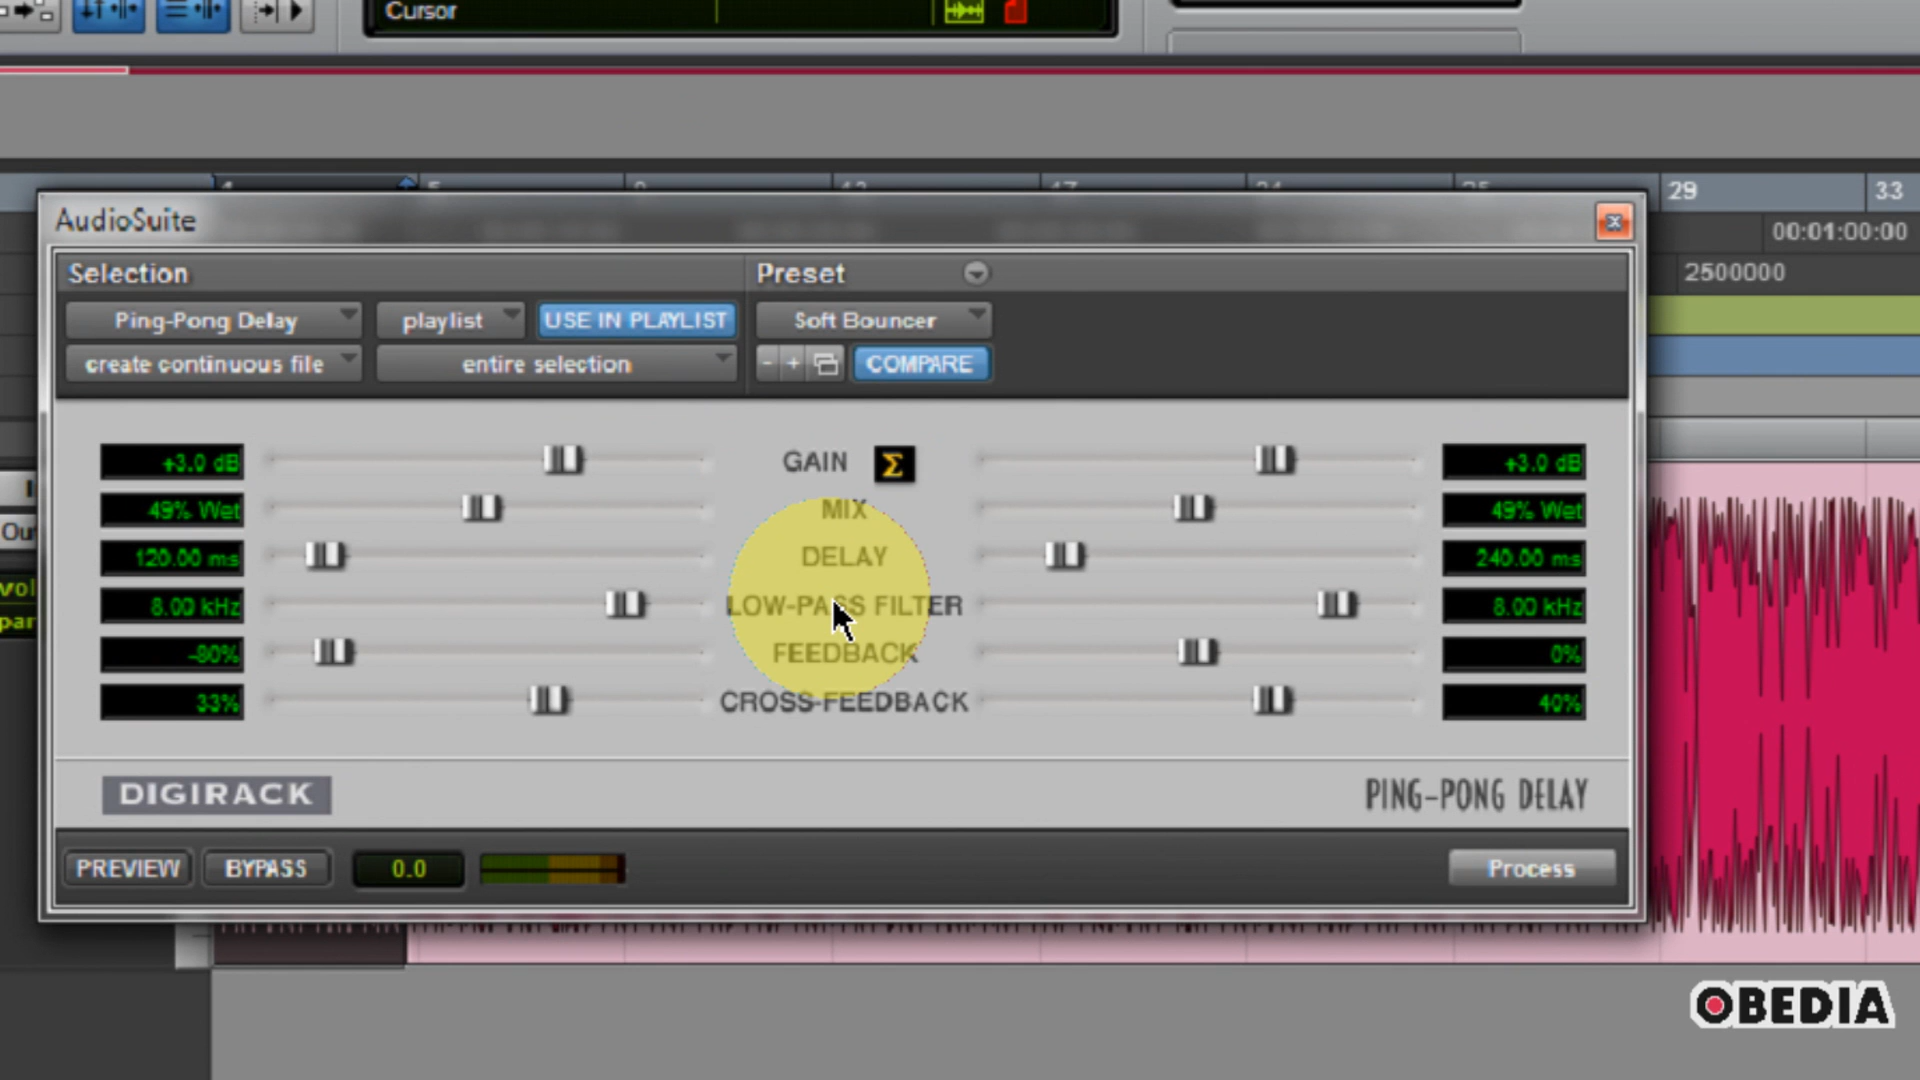 Cursor
29 33
AudioSuite
00:01:00:00
Selection Preset
2500000
Ping-Pong Delay playlist USE IN PLAYLIST Soft Bouncer
create continuous file entire selection - + COMPARE
+3.0 dB GAIN Σ +3.0 dB
49% Wet MIX 49% Wet
120.00 ms DELAY 240.00 ms
8.00 kHz LOW-PASS FILTER 8.00 kHz
-80% FEEDBACK 0%
33% CROSS-FEEDBACK 40%
Out
vol
pan
DIGIRACK PING-PONG DELAY
PREVIEW BYPASS 0.0 Process
OBEDIA